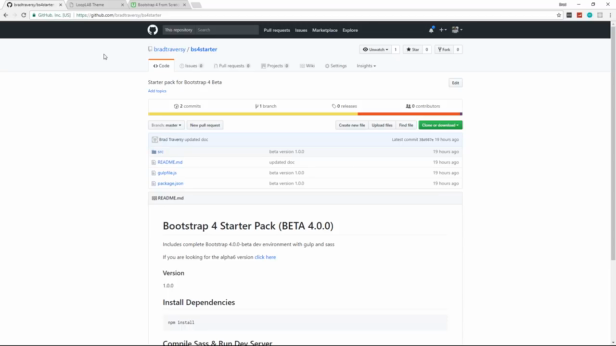 bradtraversy/bs4starter:
LoopLAB Theme
Bootstrap 4 From Scratch
Brad
GitHub, Inc. [US]
https://github.com/bradtraversy/bs4starter
This repository
Search
Pull requests
Issues
Marketplace
Explore
bradtraversy / bs4starter
Unwatch
1
Star
0
Fork
0
Code
Issues 0
Pull requests 0
Projects 0
Wiki
Settings
Insights
Starter pack for Bootstrap 4 Beta
Edit
Add topics
2 commits
1 branch
0 releases
0 contributors
Branch: master
New pull request
Create new file
Upload files
Find file
Clone or download
Brad Traversy updated doc
19 hours ago
src
beta version 1.0.0
19 hours ago
README.md
updated doc
19 hours ago
gulpfile.js
beta version 1.0.0
19 hours ago
package.json
beta version 1.0.0
19 hours ago
README.md
Bootstrap 4 Starter Pack (BETA 4.0.0)
Includes complete Bootstrap 4.0.0-beta dev environment with gulp and sass
If you are looking for the alpha6 version click here
Version
1.0.0
Install Dependencies
npm install
Compile Sass & Run Dev Server